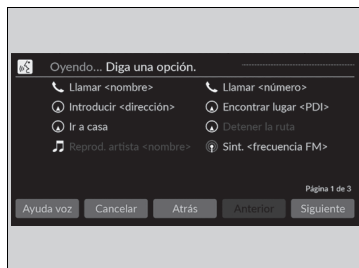 Oyendo... Diga una opción.
Llamar <nombre>
Llamar <número>
Introducir <dirección>
Encontrar lugar <PDI>
Ir a casa
Detener la ruta
Reprod. artista <nombre>
Sint. <frecuencia FM>
Página 1 de 3
Ayuda voz
Cancelar
Atrás
Anterior
Siguiente